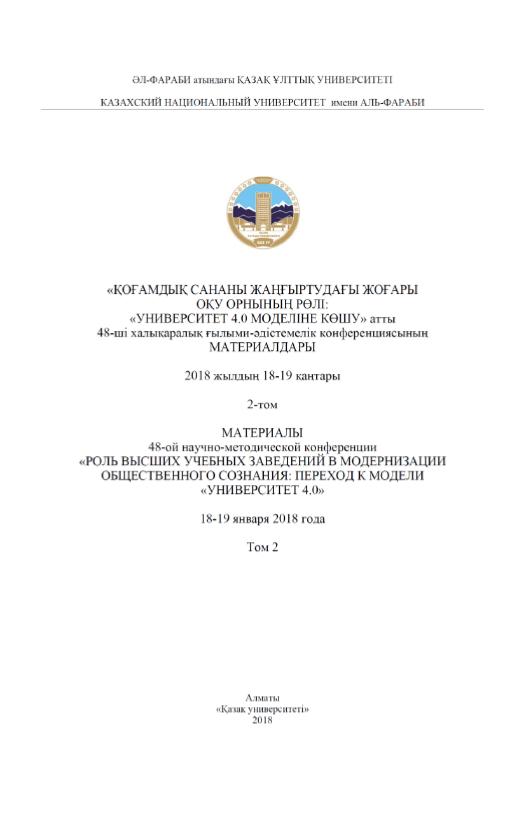 ӘЛ-ФАРАБИ атындағы ҚАЗАҚ ҰЛТТЫҚ УНИВЕРСИТЕТІ
КАЗАХСКИЙ НАЦИОНАЛЬНЫЙ УНИВЕРСИТЕТ имени АЛЬ-ФАРАБИ
«ҚОҒАМДЫҚ САНАНЫ ЖАҢҒЫРТУДАҒЫ ЖОҒАРЫ
ОҚУ ОРНЫНЫҢ РӨЛІ:
«УНИВЕРСИТЕТ 4.0 МОДЕЛІНЕ КӨШУ» атты
48-ші халықаралық ғылыми-әдістемелік конференциясының
МАТЕРИАЛДАРЫ
2018 жылдың 18-19 қаңтары
2-том
МАТЕРИАЛЫ
48-ой научно-методической конференции
«РОЛЬ ВЫСШИХ УЧЕБНЫХ ЗАВЕДЕНИЙ В МОДЕРНИЗАЦИИ
ОБЩЕСТВЕННОГО СОЗНАНИЯ: ПЕРЕХОД К МОДЕЛИ
«УНИВЕРСИТЕТ 4.0»
18-19 января 2018 года
Том 2
Алматы
«Қазақ университеті»
2018